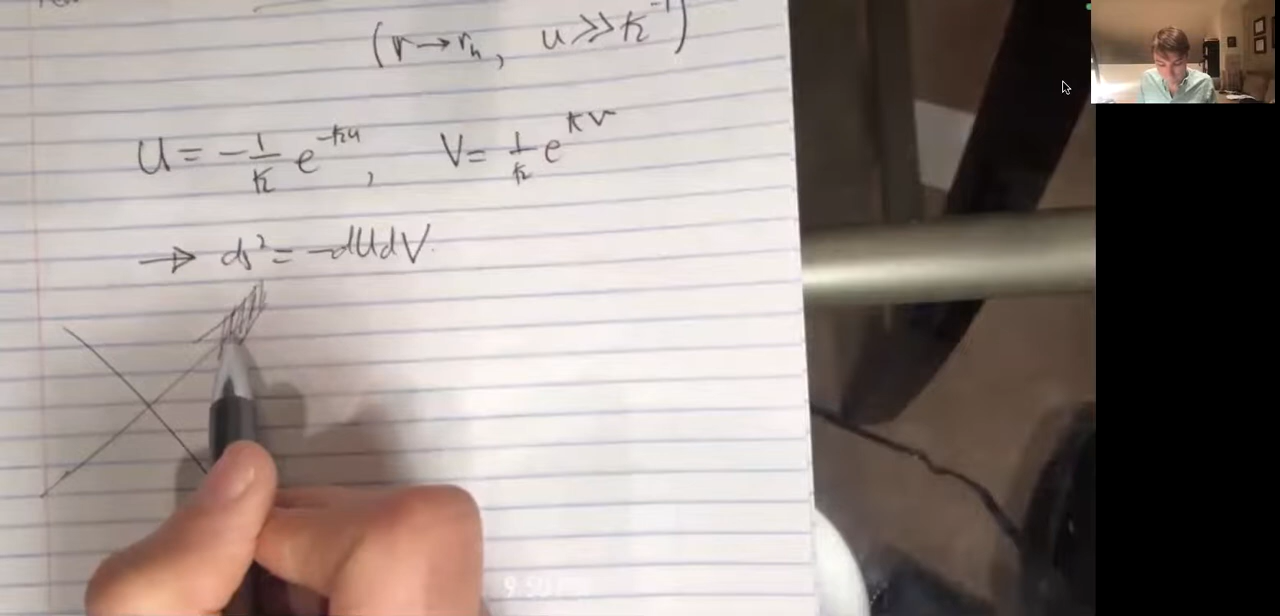 (r→r_h, u≫κ⁻¹)
U = -1/κ e^{-κu}, V = 1/κ e^{κv}
→ ds² = -dUdV.